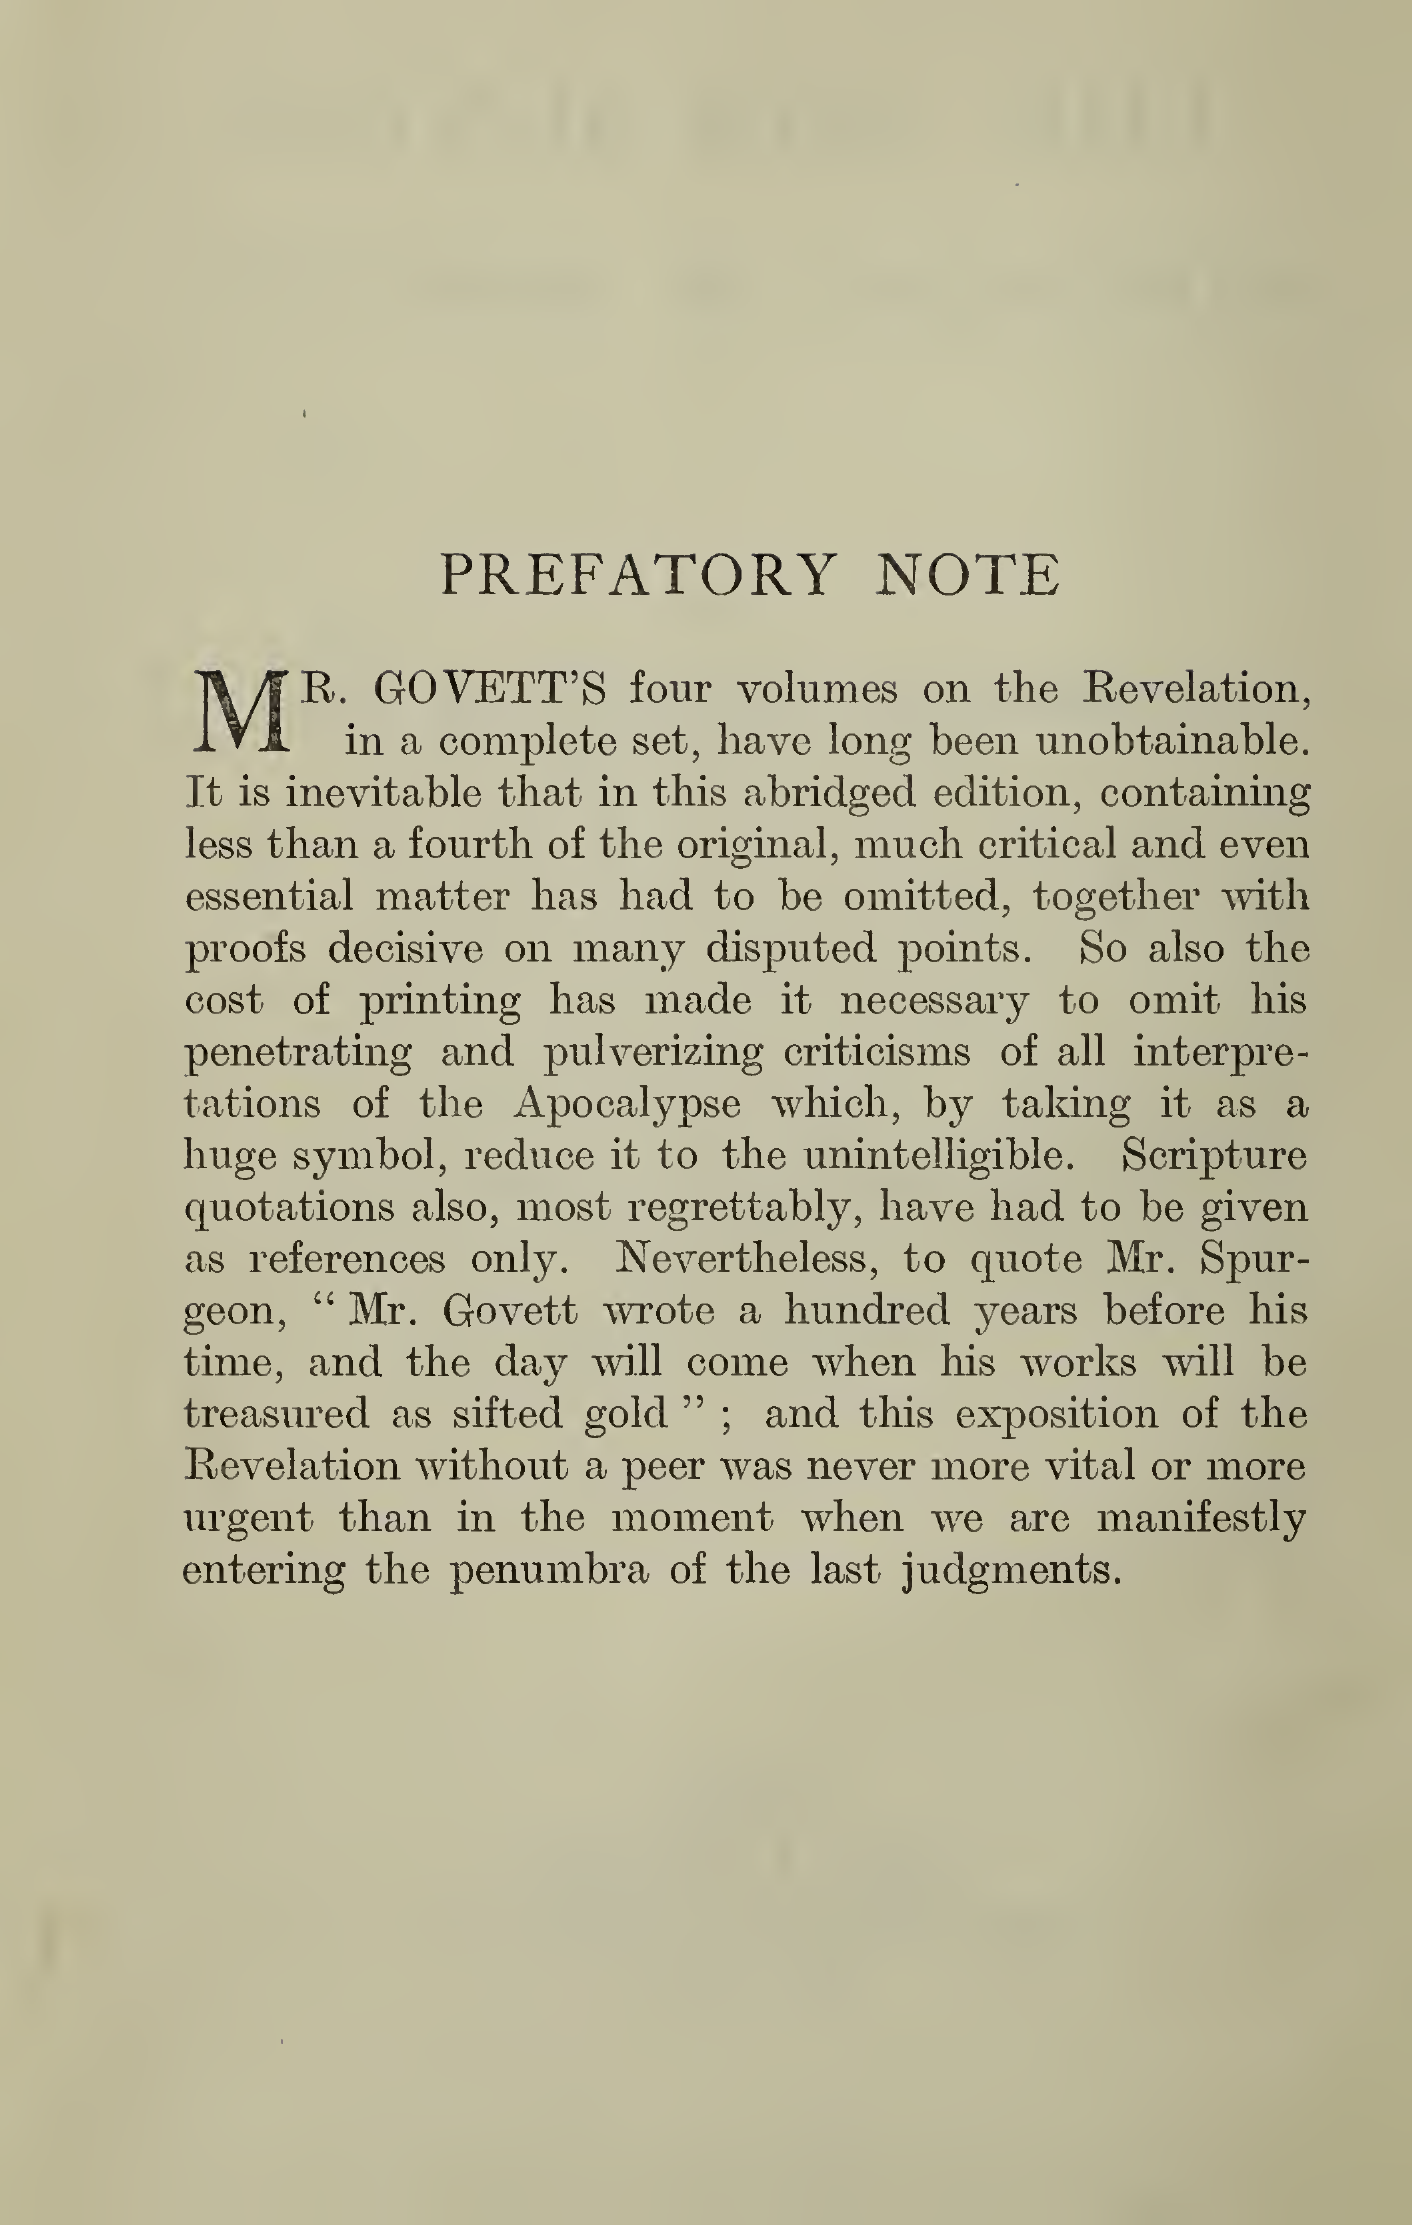 PREFATORY NOTE
MR. GOVETT'S four volumes on the Revelation,
in a complete set, have long been unobtainable.
It is inevitable that in this abridged edition, containing
less than a fourth of the original, much critical and even
essential matter has had to be omitted, together with
proofs decisive on many disputed points. So also the
cost of printing has made it necessary to omit his
penetrating and pulverizing criticisms of all interpre-
tations of the Apocalypse which, by taking it as a
huge symbol, reduce it to the unintelligible. Scripture
quotations also, most regrettably, have had to be given
as references only. Nevertheless, to quote Mr. Spur-
geon, “ Mr. Govett wrote a hundred years before his
time, and the day will come when his works will be
treasured as sifted gold ” ; and this exposition of the
Revelation without a peer was never more vital or more
urgent than in the moment when we are manifestly
entering the penumbra of the last judgments.